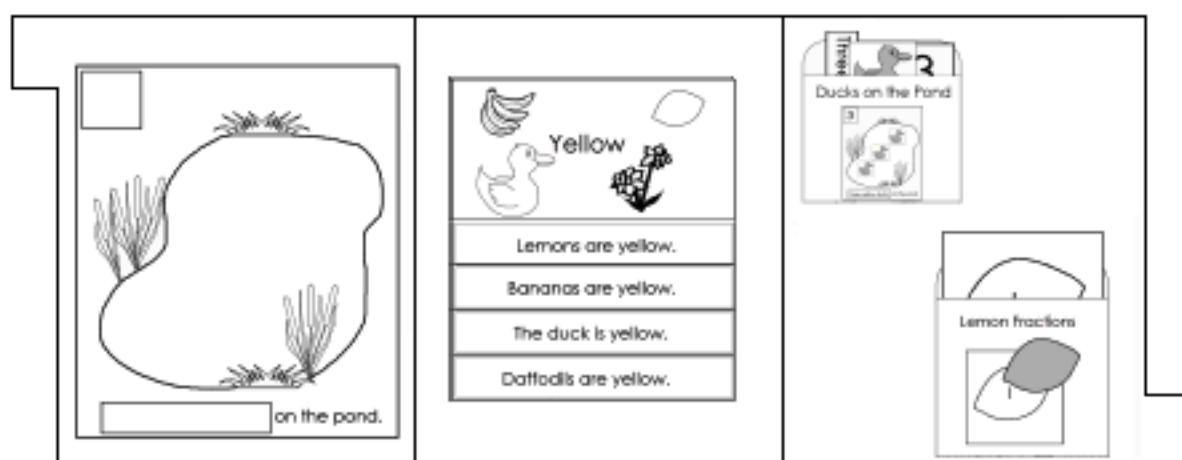 on the pond.
Yellow
Lemons are yellow.
Bananas are yellow.
The duck is yellow.
Daffodils are yellow.
Three
3
Ducks on the Pond
3
Lemon Fractions